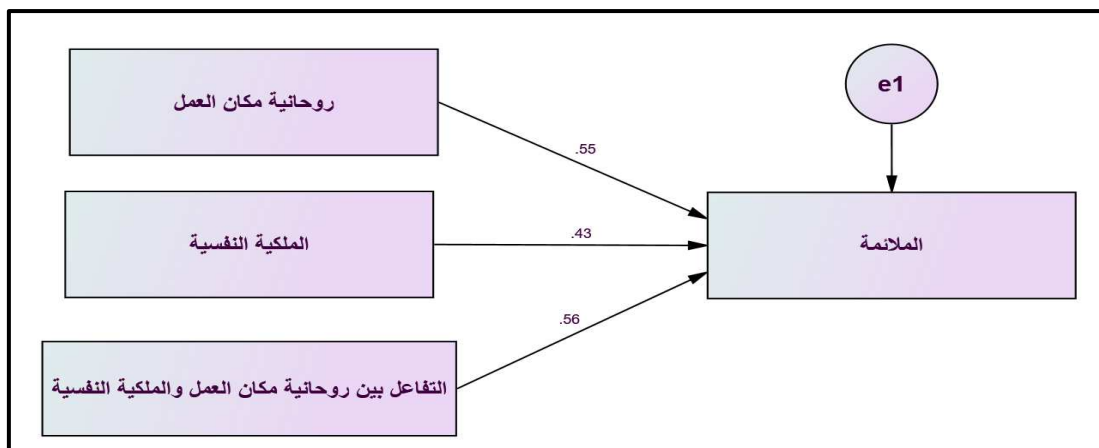 روحانية مكان العمل
e1
.55
الملكية النفسية
.43
الملائمة
.56
التفاعل بين روحانية مكان العمل والملكية النفسية